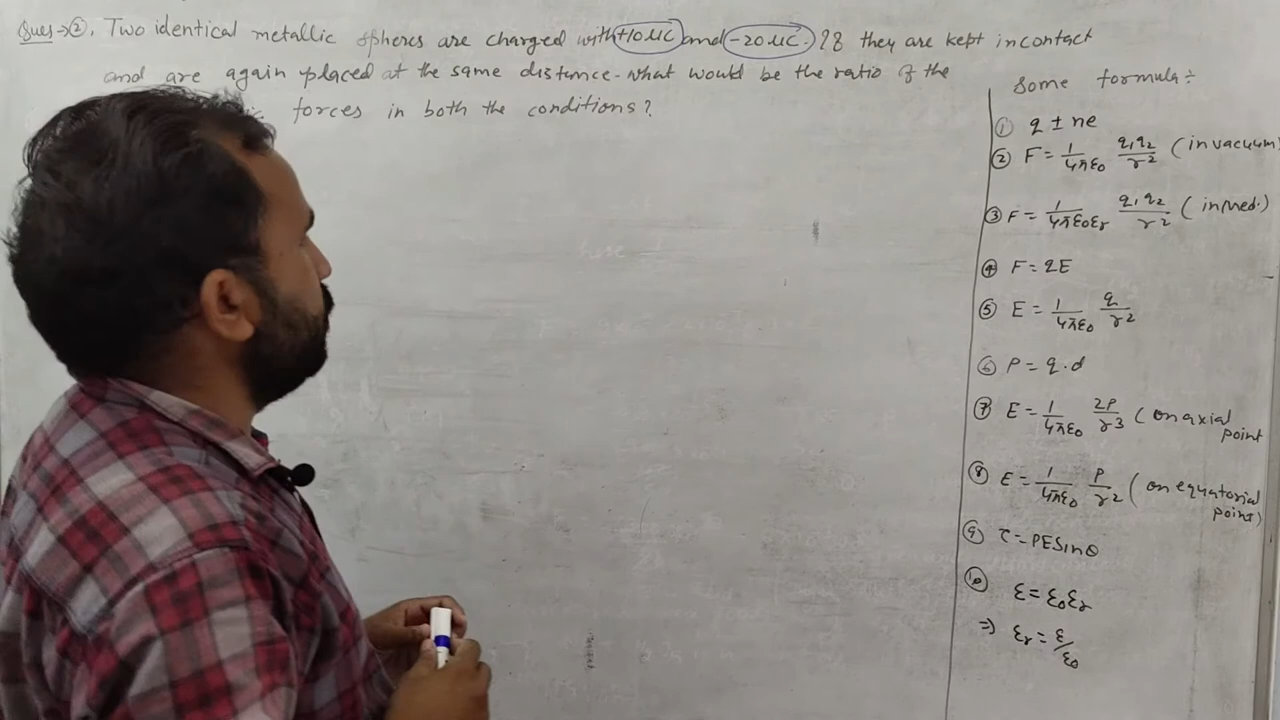 Ques→②. Two identical metallic spheres are charged with +10 μC and -20 μC. If they are kept in contact
and are again placed at the same distance. what would be the ratio of the
forces in both the conditions?
Some formula÷
① q ± ne
② F = 1/4πε0 q1q2/r2 (in vacuum)
③ F = 1/4πε0εr q1q2/r2 (in med.)
④ F = qE
⑤ E = 1/4πε0 q/r2
⑥ P = q.d
⑦ E = 1/4πε0 2P/r3 (on axial
point
⑧ E = 1/4πε0 P/r2 (on equatorial
point)
⑨ τ = PE Sinθ
⑩ ε = ε0εr
⇒ εr = ε/ε0